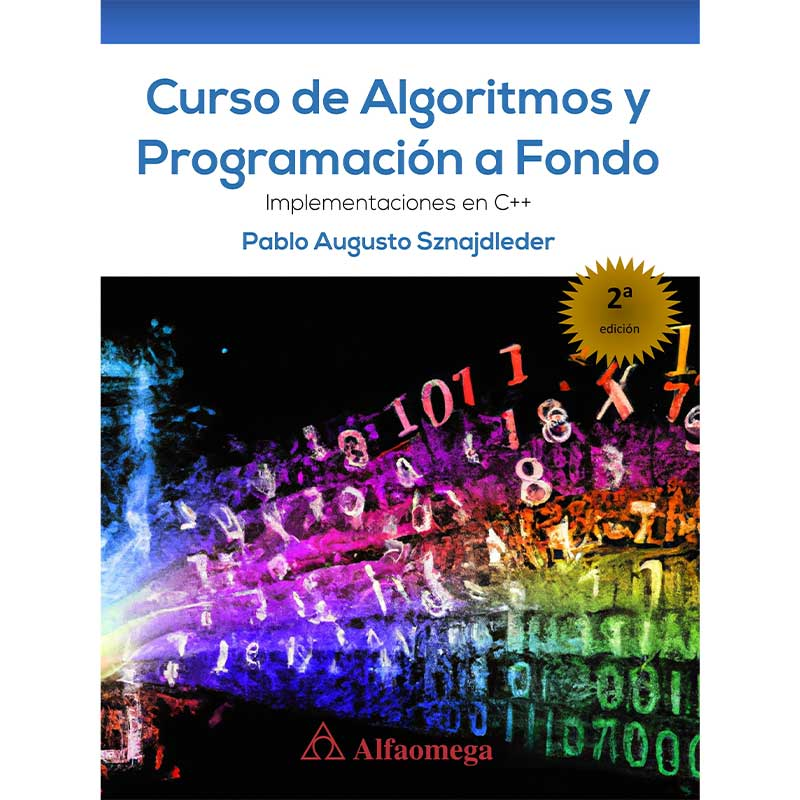 Curso de Algoritmos y
Programación a Fondo
Implementaciones en C++
Pablo Augusto Sznajdleder
2ª
edición
Alfaomega